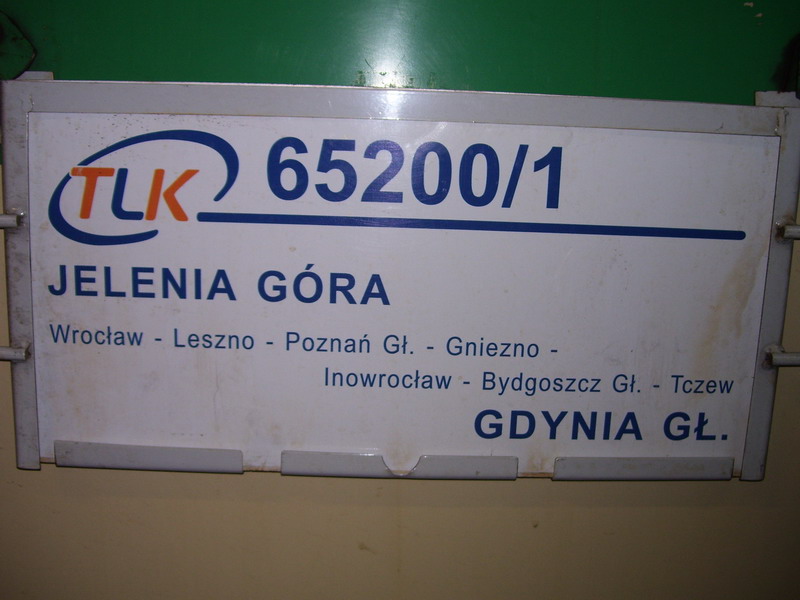 TLK 65200/1
JELENIA GÓRA
Wrocław - Leszno - Poznań Gł. - Gniezno -
Inowrocław - Bydgoszcz Gł. - Tczew
GDYNIA GŁ.